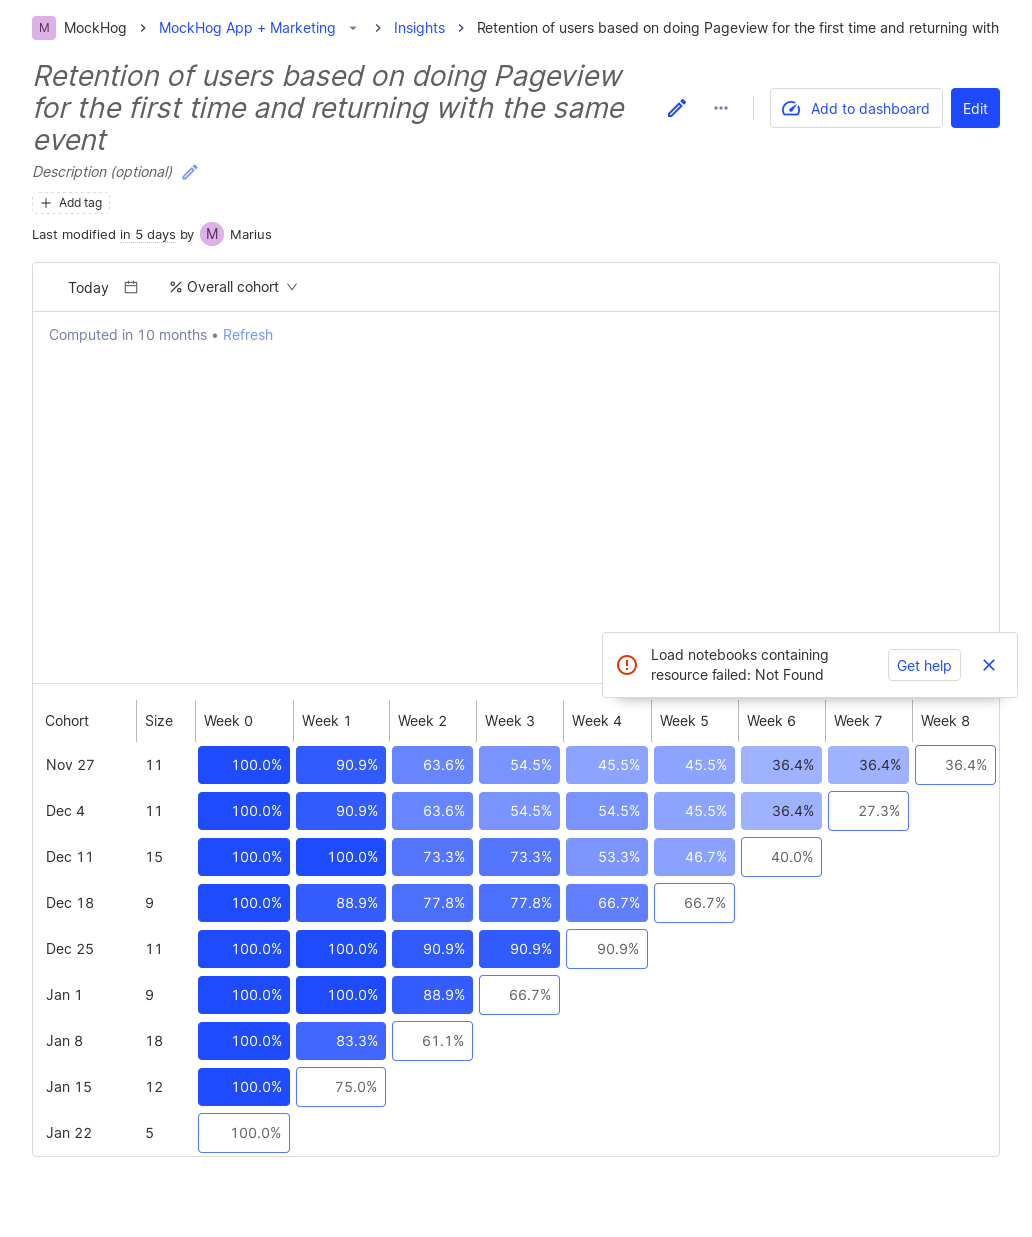 M MockHog MockHog App + Marketing Insights Retention of users based on doing Pageview for the first time and returning with
Retention of users based on doing Pageview
for the first time and returning with the same
event
Add to dashboard Edit
Description (optional)
Add tag
Last modified in 5 days by M Marius
Today % Overall cohort
Computed in 10 months • Refresh
Load notebooks containing
resource failed: Not Found
Get help
Cohort Size Week 0 Week 1 Week 2 Week 3 Week 4 Week 5 Week 6 Week 7 Week 8
Nov 27 11 100.0% 90.9% 63.6% 54.5% 45.5% 45.5% 36.4% 36.4% 36.4%
Dec 4 11 100.0% 90.9% 63.6% 54.5% 54.5% 45.5% 36.4% 27.3%
Dec 11 15 100.0% 100.0% 73.3% 73.3% 53.3% 46.7% 40.0%
Dec 18 9 100.0% 88.9% 77.8% 77.8% 66.7% 66.7%
Dec 25 11 100.0% 100.0% 90.9% 90.9% 90.9%
Jan 1 9 100.0% 100.0% 88.9% 66.7%
Jan 8 18 100.0% 83.3% 61.1%
Jan 15 12 100.0% 75.0%
Jan 22 5 100.0%